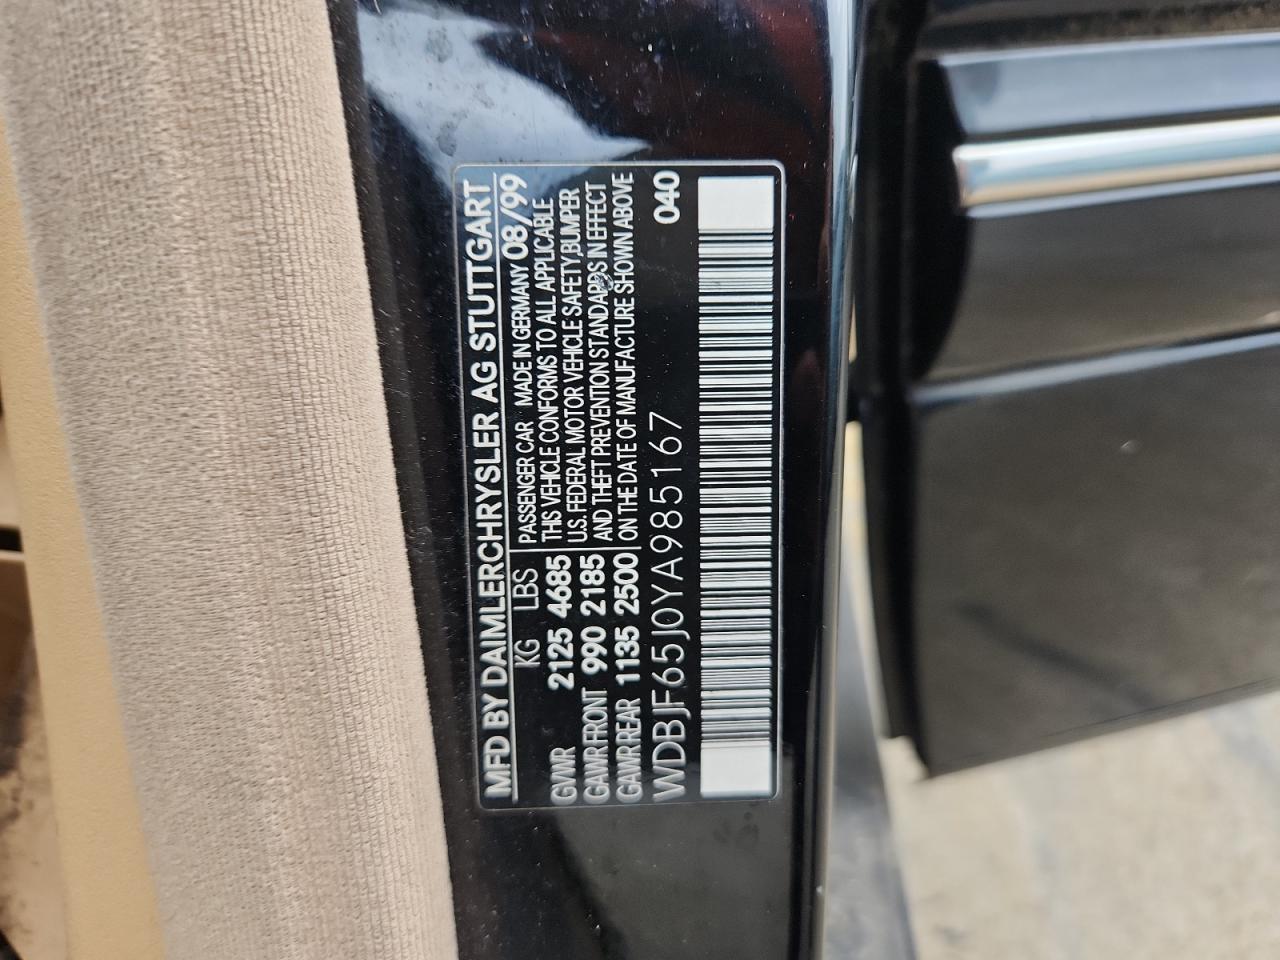 MFD BY DAIMLERCHRYSLER AG STUTTGART
KG LBS PASSENGER CAR MADE IN GERMANY 08/99
GVWR 2125 4685 THIS VEHICLE CONFORMS TO ALL APPLICABLE
U.S. FEDERAL MOTOR VEHICLE SAFETY,BUMPER
GAWR FRONT 990 2185 AND THEFT PREVENTION STANDARDS IN EFFECT
GAWR REAR 1135 2500 ON THE DATE OF MANUFACTURE SHOWN ABOVE
WDBJF65J0YA985167 040